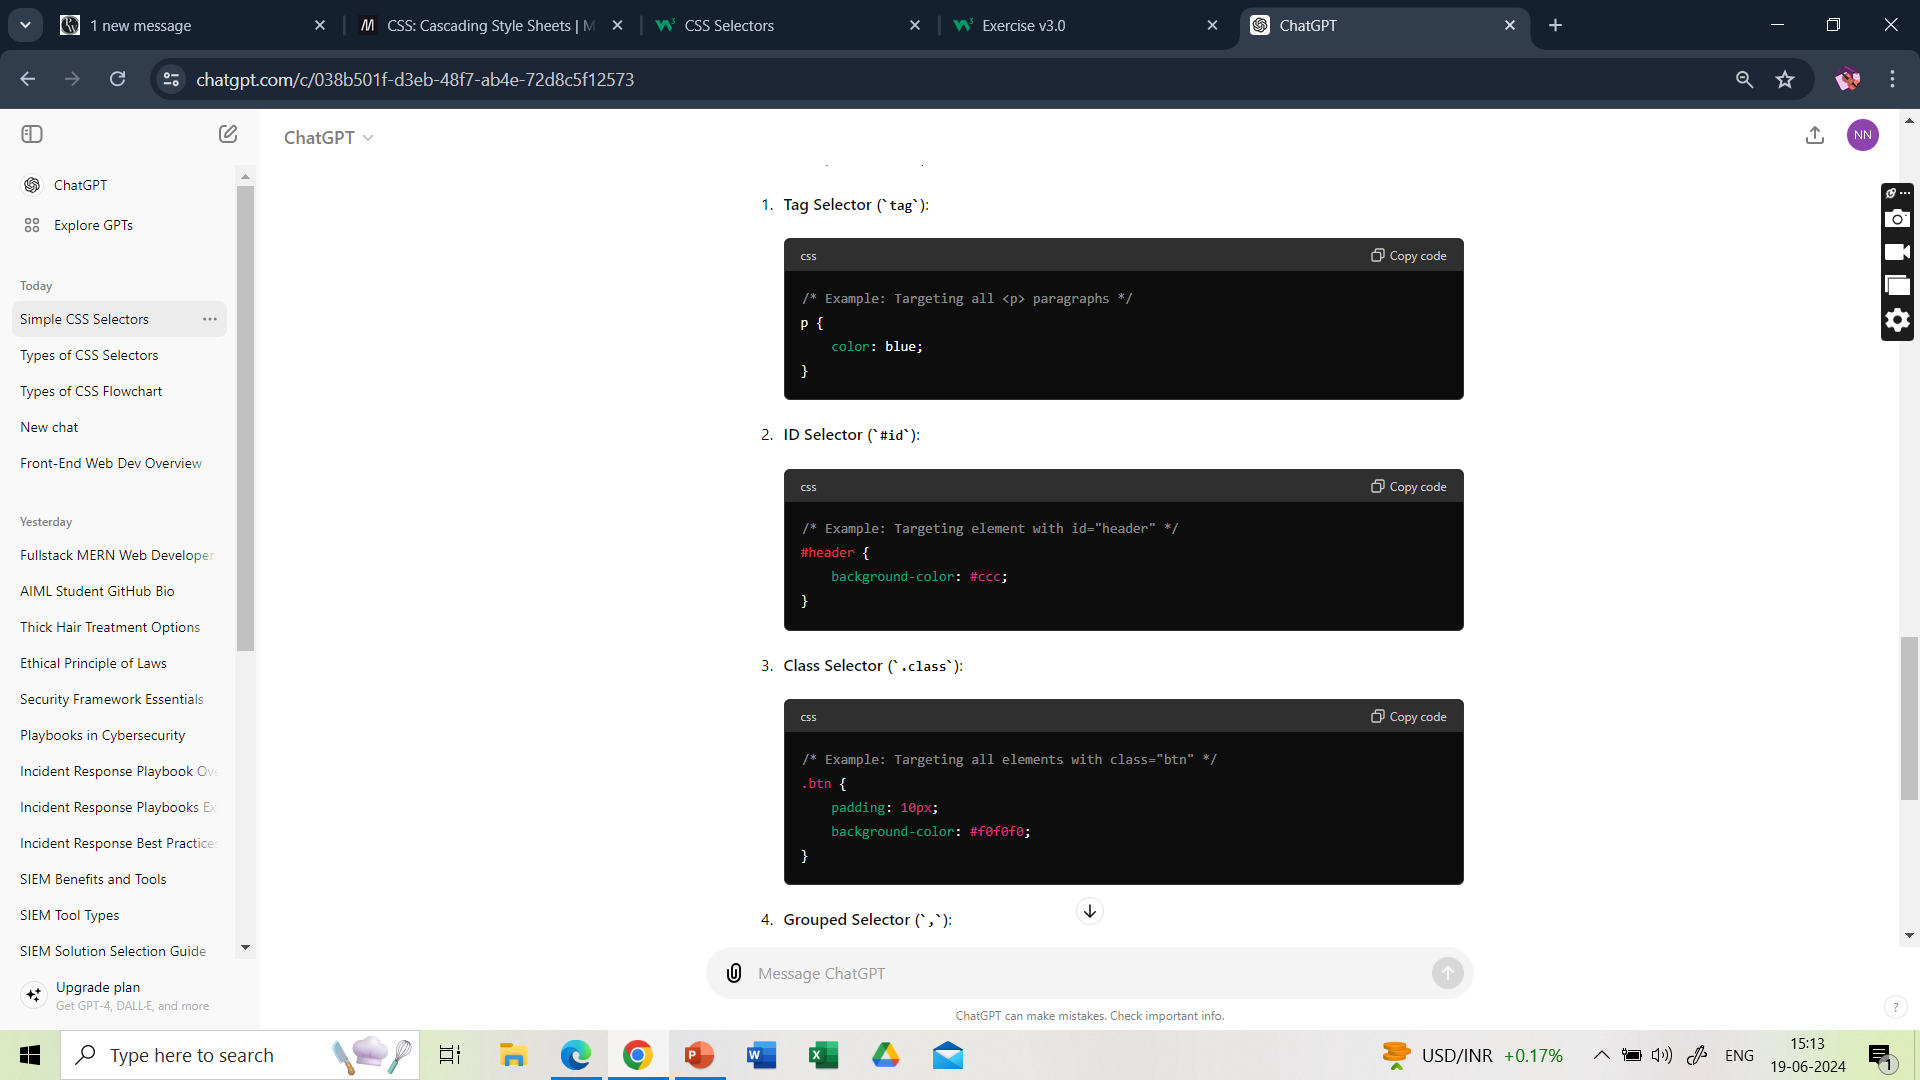 1 new message
CSS: Cascading Style Sheets | M
CSS Selectors
Exercise v3.0
ChatGPT
chatgpt.com/c/038b501f-d3eb-48f7-ab4e-72d8c5f12573
ChatGPT
NN
ChatGPT
Explore GPTs
Today
Simple CSS Selectors
Types of CSS Selectors
Types of CSS Flowchart
New chat
Front-End Web Dev Overview
Yesterday
Fullstack MERN Web Developer
AIML Student GitHub Bio
Thick Hair Treatment Options
Ethical Principle of Laws
Security Framework Essentials
Playbooks in Cybersecurity
Incident Response Playbook Ove
Incident Response Playbooks Ex
Incident Response Best Practices
SIEM Benefits and Tools
SIEM Tool Types
SIEM Solution Selection Guide
Upgrade plan
Get GPT-4, DALL·E, and more
1. Tag Selector (`tag`):
css
Copy code
/* Example: Targeting all <p> paragraphs */
p {
color: blue;
}
2. ID Selector (`#id`):
css
Copy code
/* Example: Targeting element with id="header" */
#header {
background-color: #ccc;
}
3. Class Selector (`.class`):
css
Copy code
/* Example: Targeting all elements with class="btn" */
.btn {
padding: 10px;
background-color: #f0f0f0;
}
4. Grouped Selector (`,`):
Message ChatGPT
ChatGPT can make mistakes. Check important info.
?
Type here to search
USD/INR +0.17%
ENG
15:13
19-06-2024
1